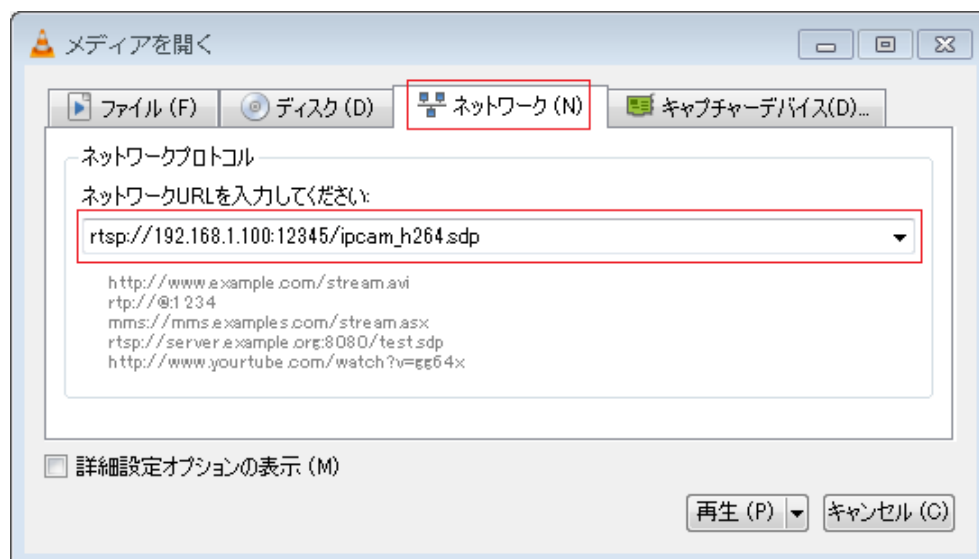 メディアを開く
ファイル (F) ディスク (D) ネットワーク (N) キャプチャーデバイス(D)...
ネットワークプロトコル
ネットワークURLを入力してください:
rtsp://192.168.1.100:12345/ipcam_h264.sdp
http://www.example.com/stream.avi
rtp://@:1234
mms://mms.examples.com/stream.asx
rtsp://server.example.org:8080/test.sdp
http://www.yourtube.com/watch?v=gg64x
詳細設定オプションの表示 (M)
再生 (P) キャンセル (C)